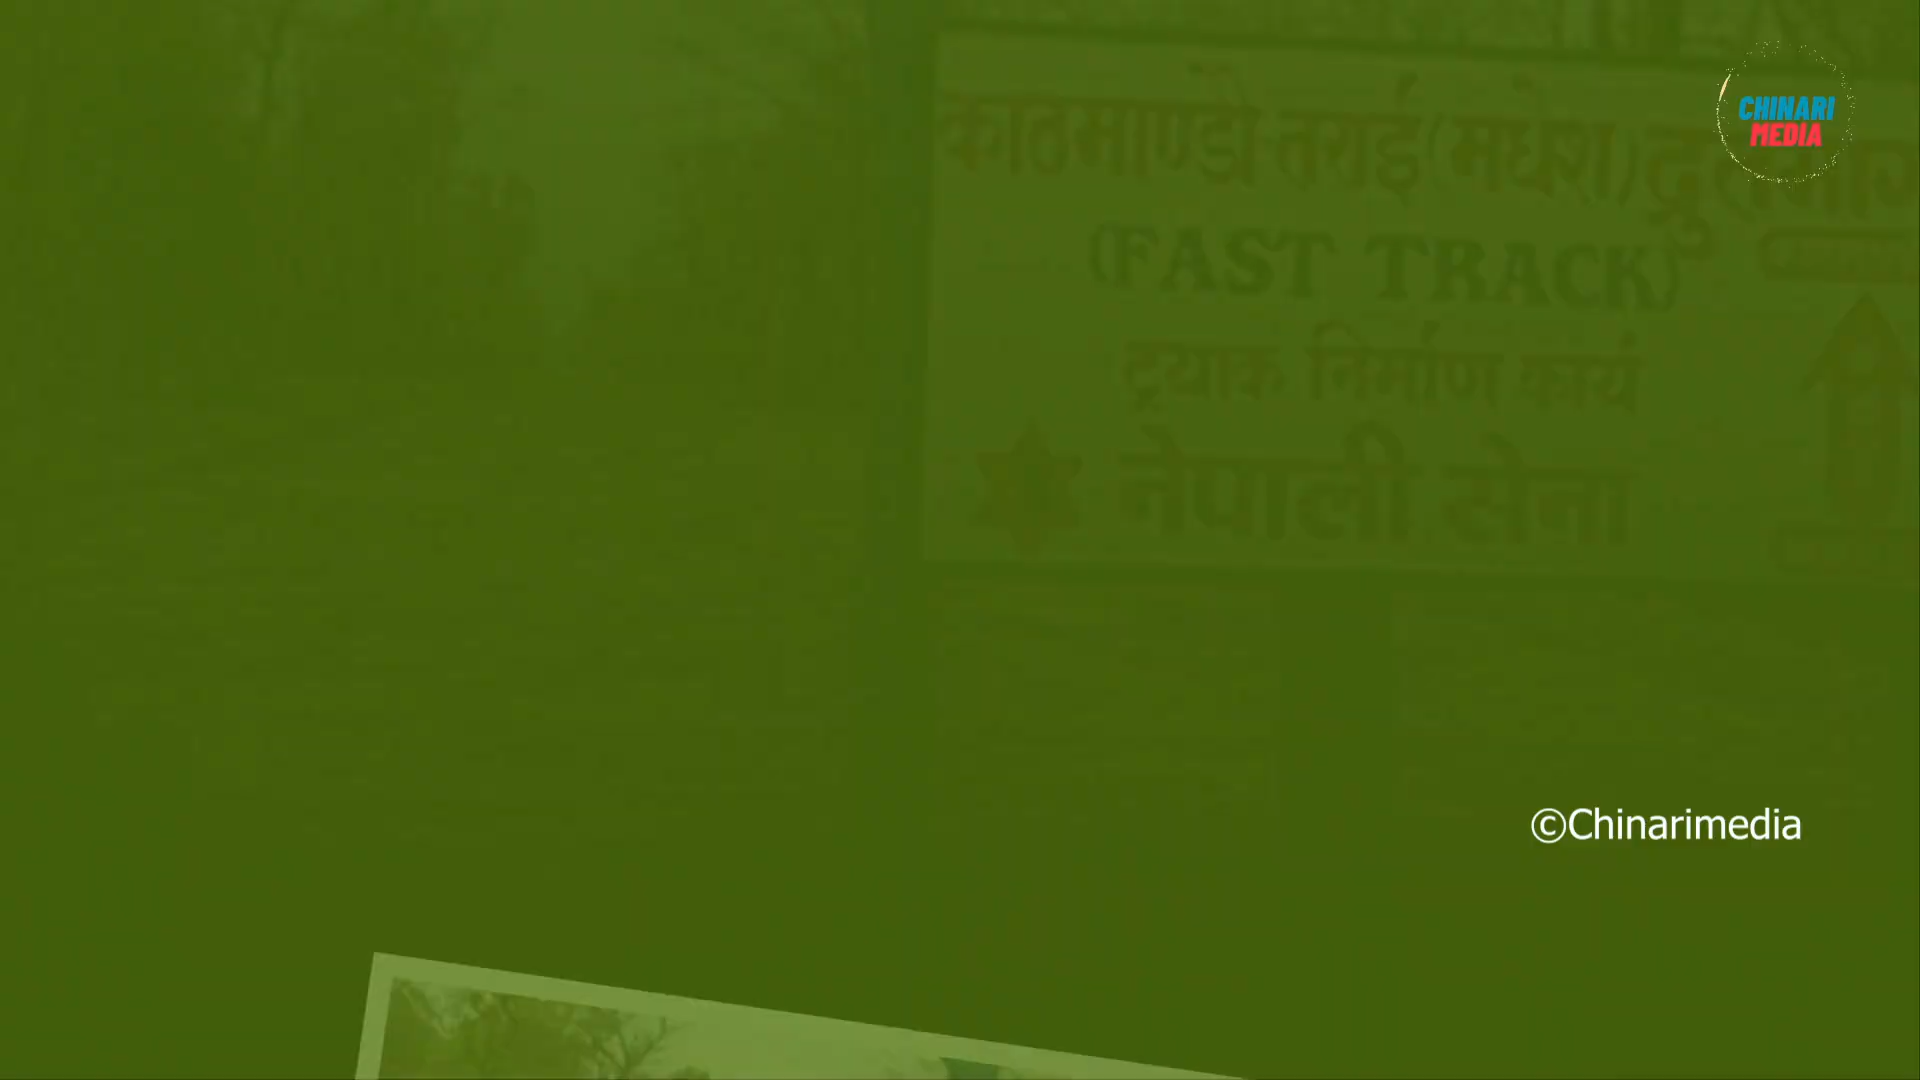 काठमाण्डौ-तराई(मधेश)द्रुतमार्ग
(FAST TRACK)
ट्र्याक निर्माण कार्य
नेपाली सेना
CHINARI
MEDIA
©Chinarimedia